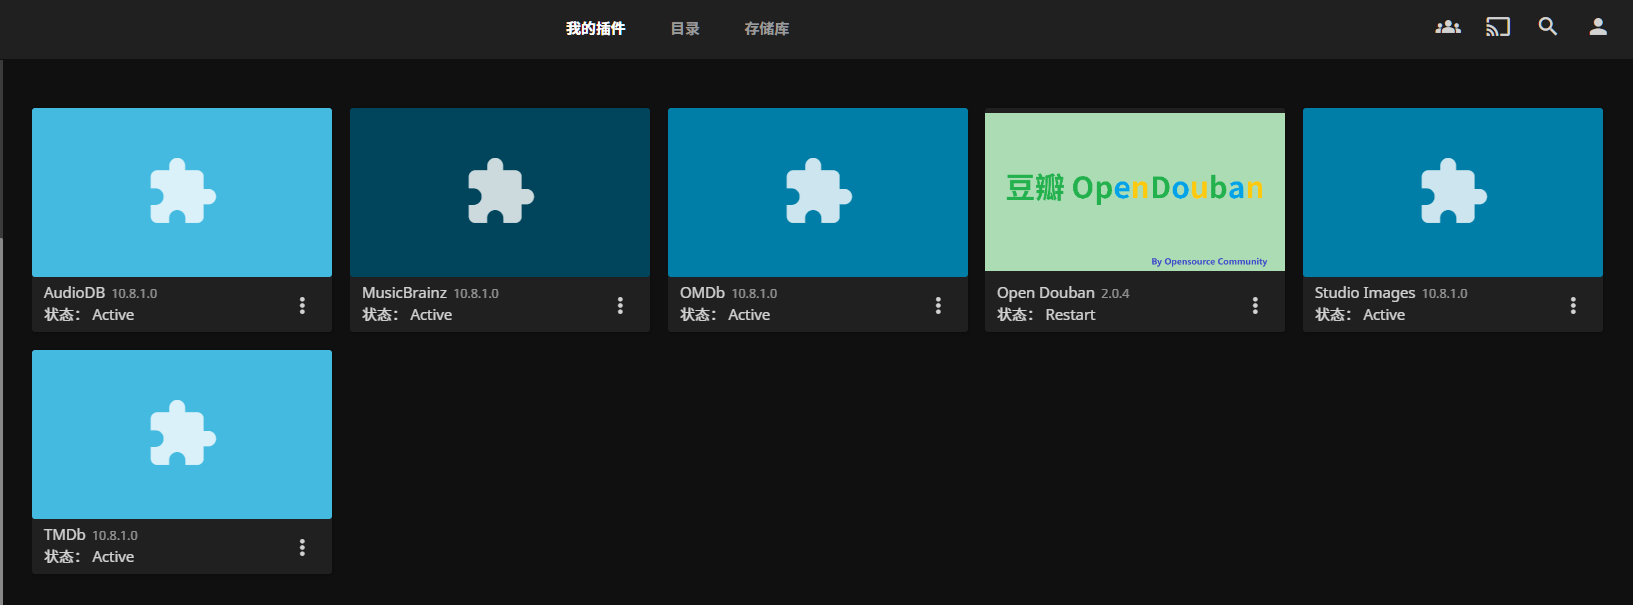 我的插件 目录 存储库
AudioDB 10.8.1.0
状态： Active
MusicBrainz 10.8.1.0
状态： Active
OMDb 10.8.1.0
状态： Active
豆瓣 OpenDouban
By Opensource Community
Open Douban 2.0.4
状态： Restart
Studio Images 10.8.1.0
状态： Active
TMDb 10.8.1.0
状态： Active